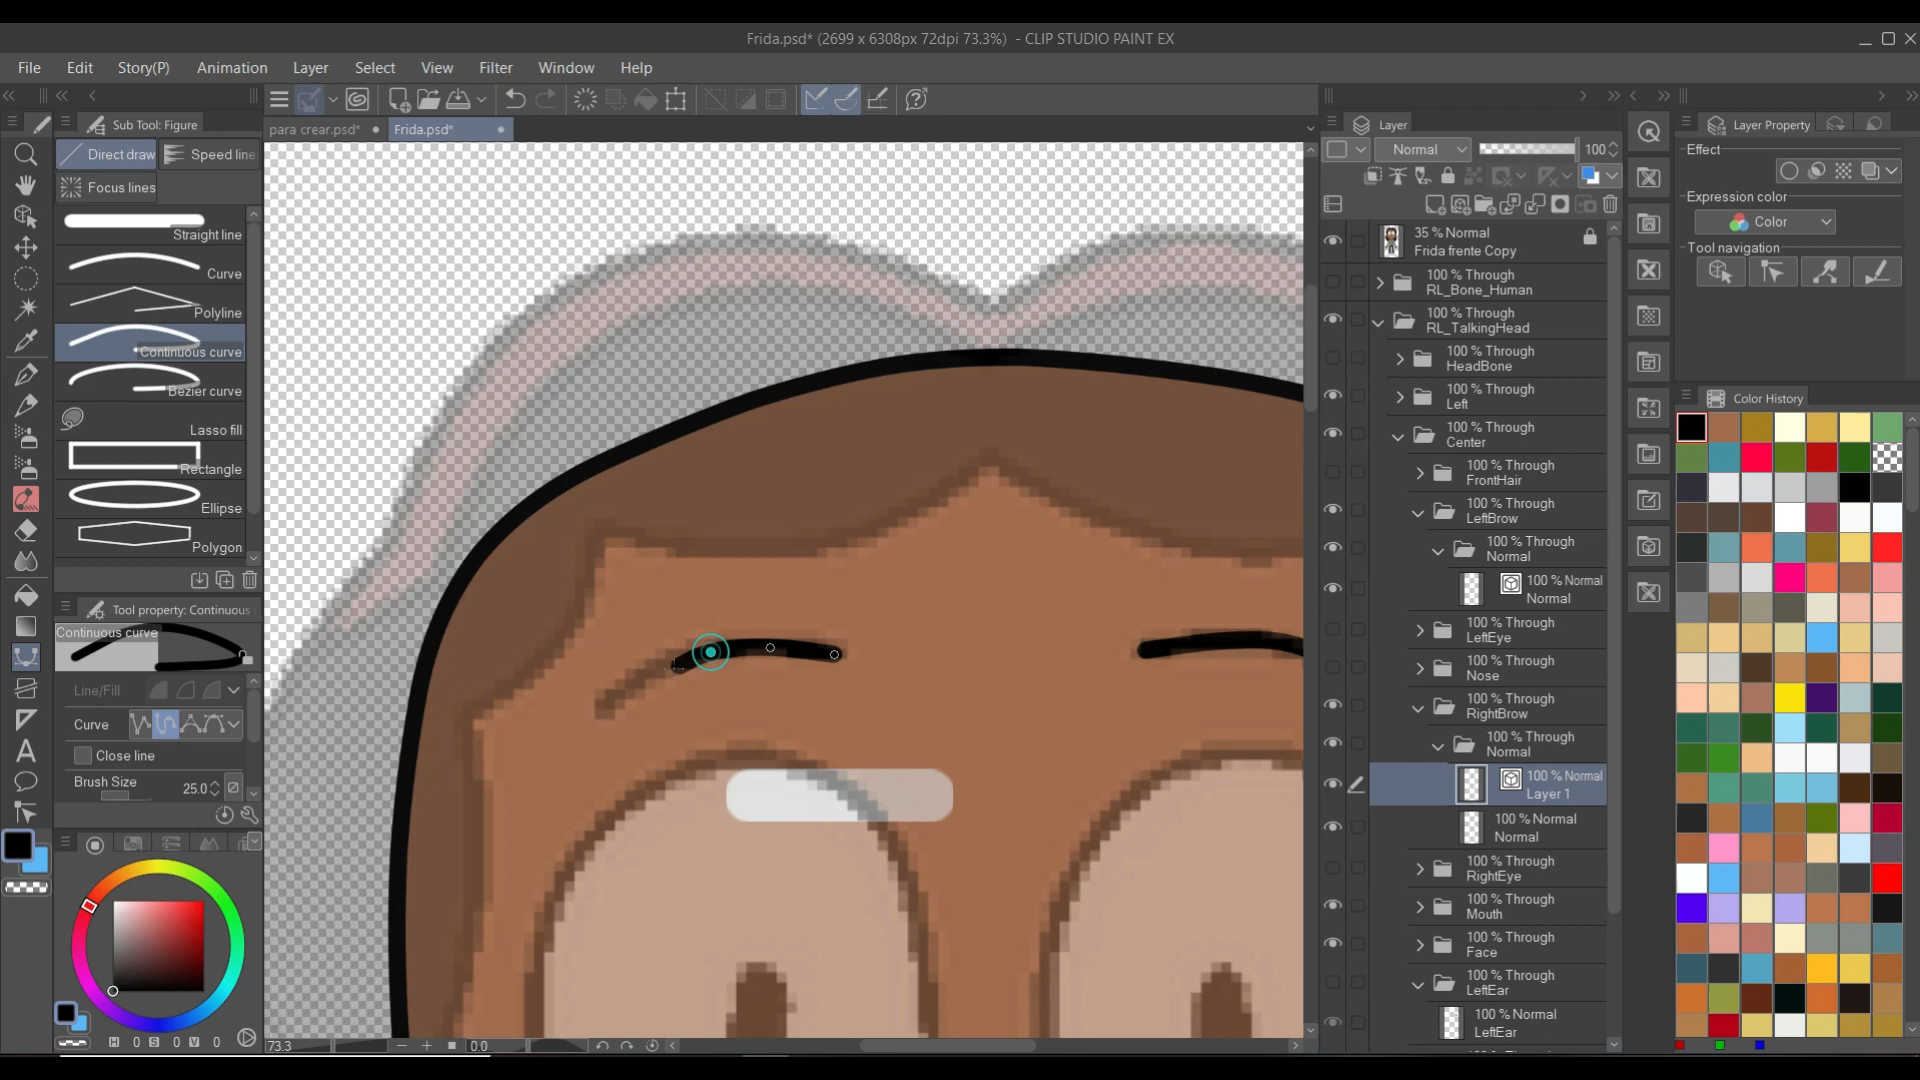 Frida.psd* (2699 x 6308px 72dpi 73.3%) - CLIP STUDIO PAINT EX
File Edit Story(P) Animation Layer Select View Filter Window Help
Sub Tool: Figure
para crear.psd*
Frida.psd*
Layer
Layer Property
Direct draw
Speed line
Focus lines
Straight line
Curve
Polyline
Continuous curve
Bezier curve
Lasso fill
Rectangle
Ellipse
Polygon
Tool property: Continuous
Continuous curve
Line/Fill
Curve
Close line
Brush Size
25.0
H 0 S 0 V 0
73.3
0.0
Normal
100
35 % Normal
Frida frente Copy
100 % Through
RL_Bone_Human
100 % Through
RL_TalkingHead
100 % Through
HeadBone
100 % Through
Left
100 % Through
Center
100 % Through
FrontHair
100 % Through
LeftBrow
100 % Through
Normal
100 % Normal
Normal
100 % Through
LeftEye
100 % Through
Nose
100 % Through
RightBrow
100 % Through
Normal
100 % Normal
Layer 1
100 % Normal
Normal
100 % Through
RightEye
100 % Through
Mouth
100 % Through
Face
100 % Through
LeftEar
100 % Normal
LeftEar
Effect
Expression color
Color
Tool navigation
Color History